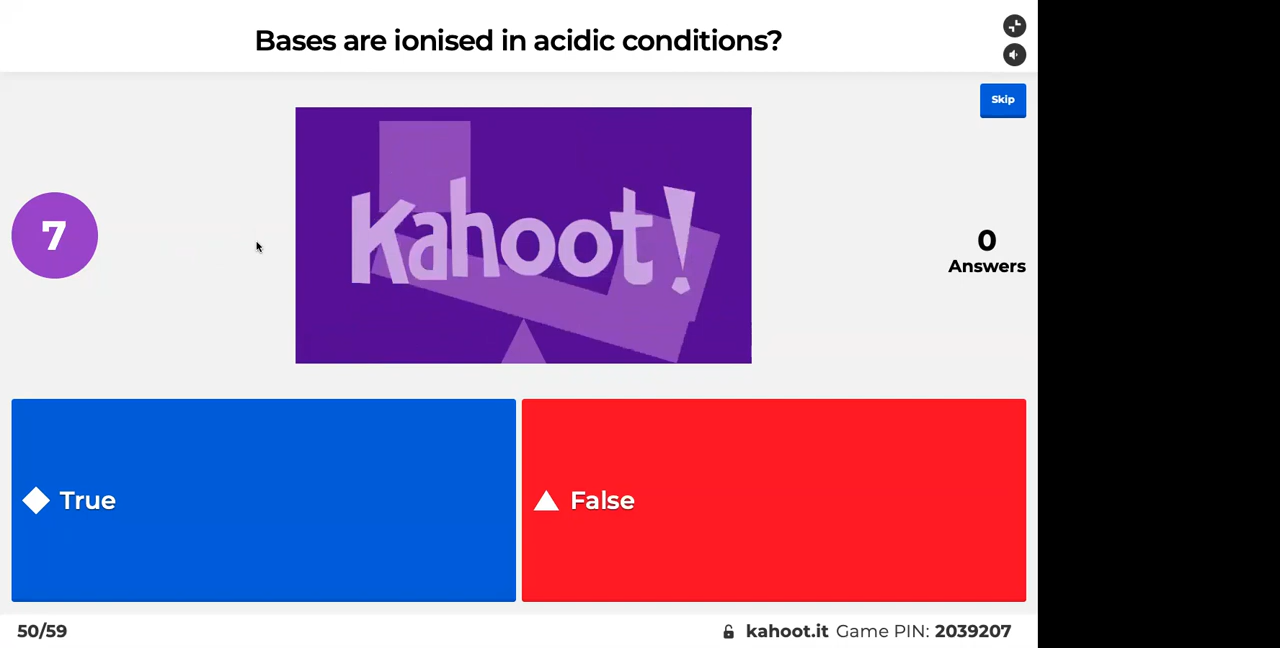 Bases are ionised in acidic conditions?
Skip
Kahoot!
7
0
Answers
True
False
50/59
kahoot.it Game PIN: 2039207